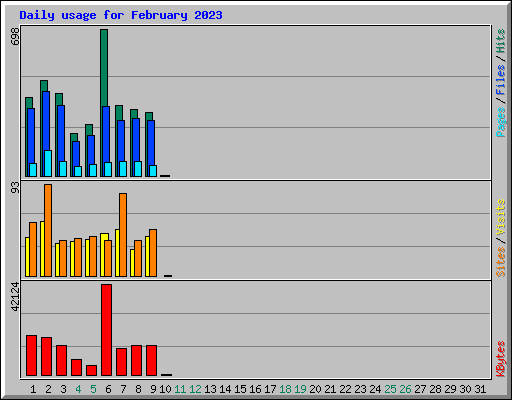 Daily usage for February 2023
698
Pages / Files / Hits
93
Sites / Visits
42124
KBytes
1 2 3 4 5 6 7 8 9 10 11 12 13 14 15 16 17 18 19 20 21 22 23 24 25 26 27 28 29 30 31